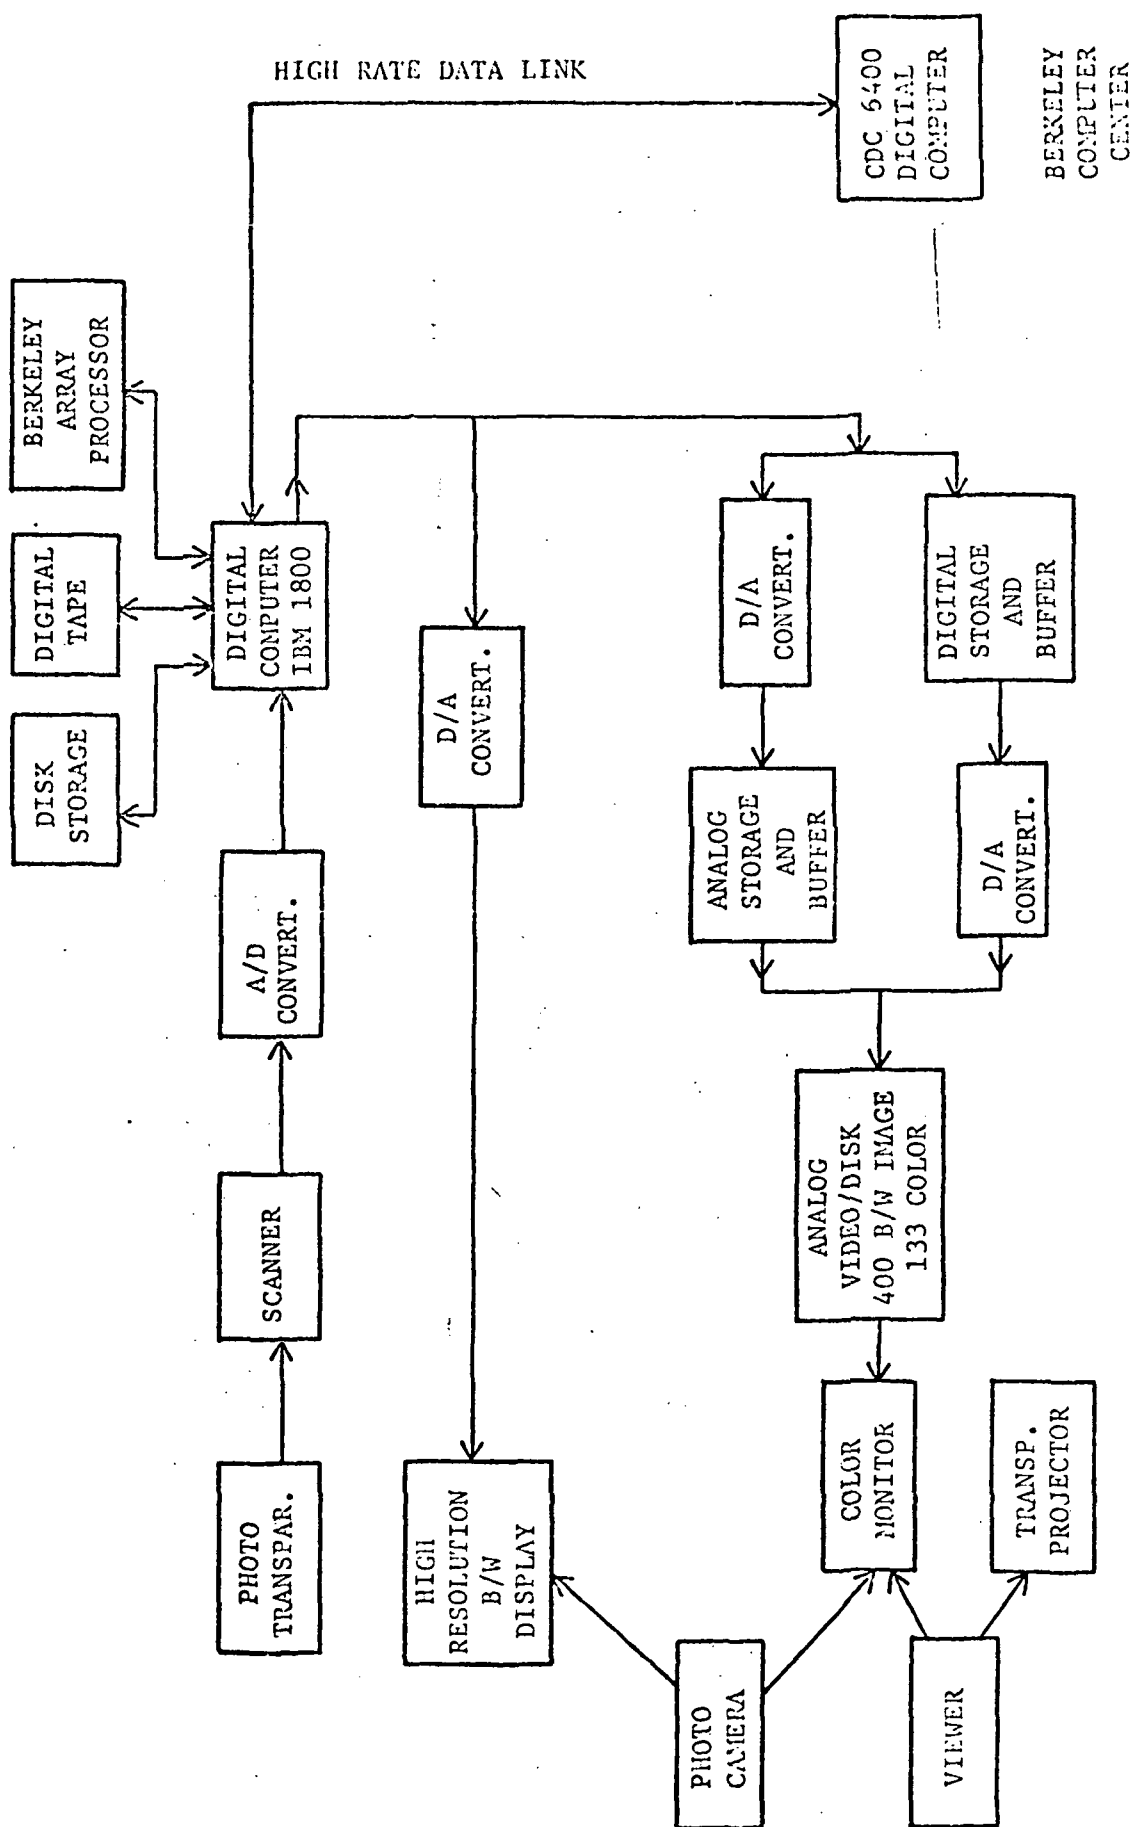 DISK
STORAGE
DIGITAL
TAPE
BERKELEY
ARRAY
PROCESSOR
PHOTO
TRANSPAR.
SCANNER
A/D
CONVERT.
DIGITAL
COMPUTER
IBM 1800
HIGH RATE DATA LINK
HIGH
RESOLUTION
B/W
DISPLAY
D/A
CONVERT.
PHOTO
CAMERA
ANALOG
STORAGE
AND
BUFFER
D/A
CONVERT.
COLOR
MONITOR
ANALOG
VIDEO/DISK
400 B/W IMAGE
133 COLOR
CDC 6400
DIGITAL
COMPUTER
VIEWER
TRANSP.
PROJECTOR
D/A
CONVERT.
DIGITAL
STORAGE
AND
BUFFER
BERKELEY
COMPUTER
CENTER